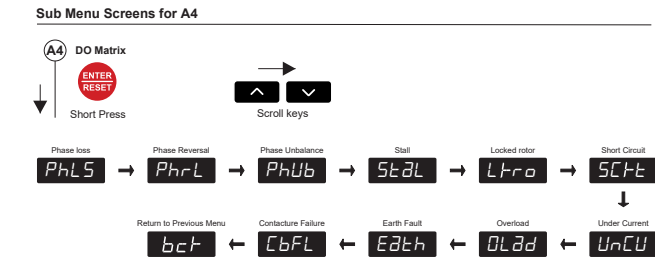 Sub Menu Screens for A4
A4 DO Matrix
ENTER
RESET
Short Press
Scroll keys
Phase loss
PhLS
Phase Reversal
PhrL
Phase Unbalance
PhUb
Stall
StaL
Locked rotor
Lkro
Short Circuit
SCkt
Return to Previous Menu
bck
Contacture Failure
CbFL
Earth Fault
Eath
Overload
OLad
Under Current
UnCU